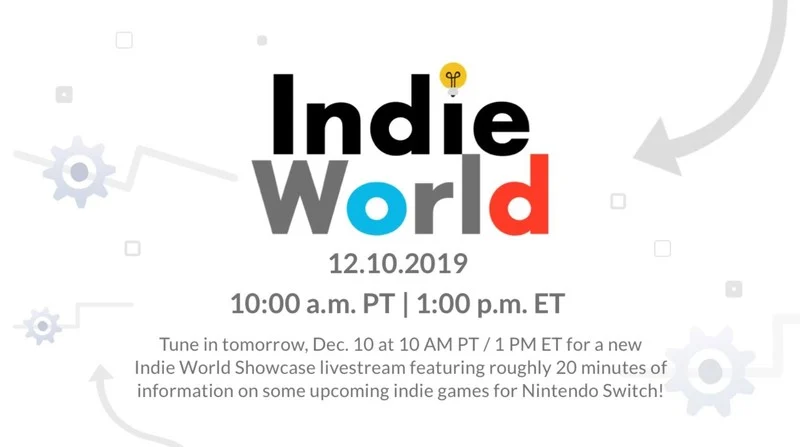 Indie
World
12.10.2019
10:00 a.m. PT | 1:00 p.m. ET
Tune in tomorrow, Dec. 10 at 10 AM PT / 1 PM ET for a new
Indie World Showcase livestream featuring roughly 20 minutes of
information on some upcoming indie games for Nintendo Switch!